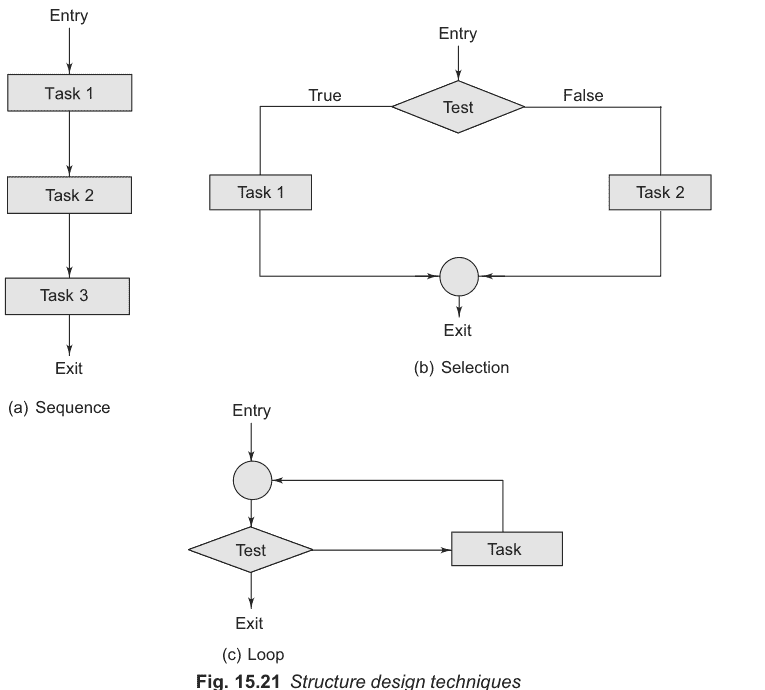 Entry
Task 1
Task 2
Task 3
Exit
(a) Sequence
Entry
True
Test
False
Task 1
Task 2
Exit
(b) Selection
Entry
Test
Task
Exit
(c) Loop
Fig. 15.21 Structure design techniques